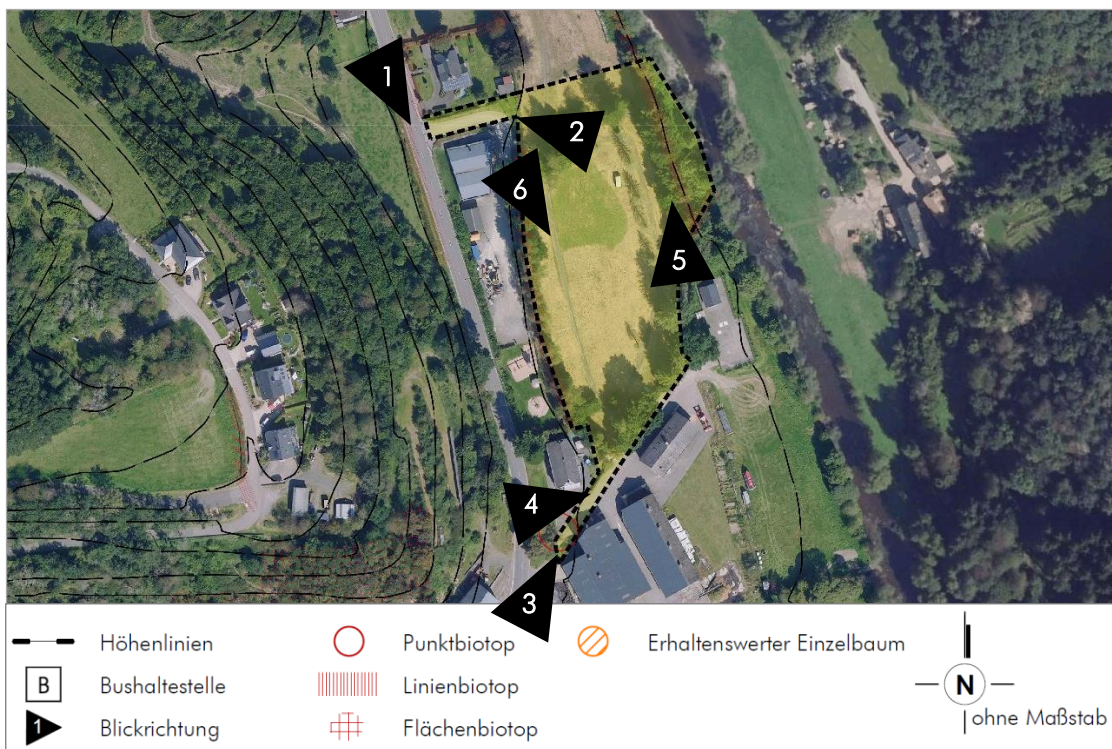 1
2
6
5
4
3
Höhenlinien
Punktbiotop
Erhaltenswerter Einzelbaum
B
Bushaltestelle
Linienbiotop
N
1
Blickrichtung
Flächenbiotop
ohne Maßstab